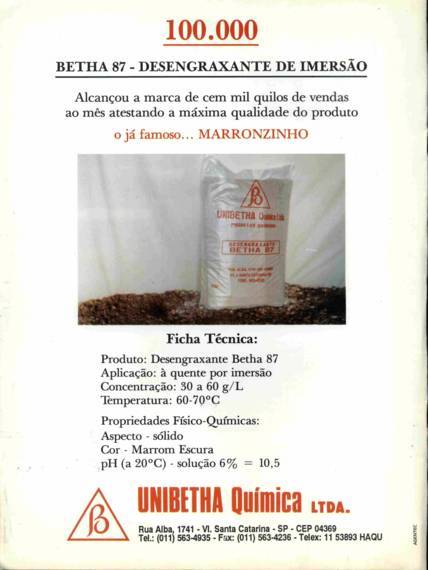 100.000
BETHA 87 - DESENGRAXANTE DE IMERSÃO
Alcançou a marca de cem mil quilos de vendas
ao mês atestando a máxima qualidade do produto
o já famoso... MARRONZINHO
β
UNIBETHA Química Ltda.
PRODUTOS QUÍMICOS
DESENGRAXANTE
BETHA 87
Ficha Técnica:
Produto: Desengraxante Betha 87
Aplicação: à quente por imersão
Concentração: 30 a 60 g/L
Temperatura: 60-70ºC
Propriedades Físico-Químicas:
Aspecto - sólido
Cor - Marrom Escura
pH (a 20ºC) - solução 6% = 10,5
β
UNIBETHA Química LTDA.
Rua Alba, 1741 - Vl. Santa Catarina - SP - CEP 04369
Tel.: (011) 563-4935 - Fax: (011) 563-4236 - Telex: 11 53893 HAQU
AGENTEC